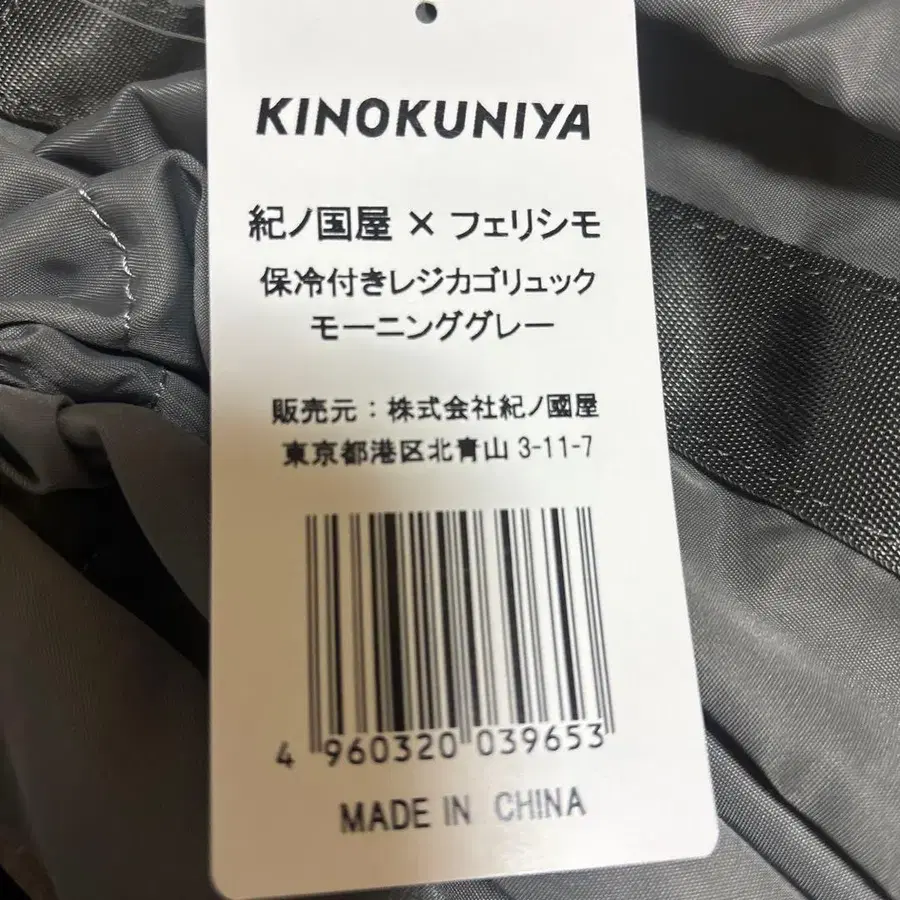 KINOKUNIYA
紀ノ国屋 × フェリシモ
保冷付きレジカゴリュック
モーニンググレー
販売元：株式会社紀ノ國屋
東京都港区北青山 3-11-7
4 960320 039653
MADE IN CHINA